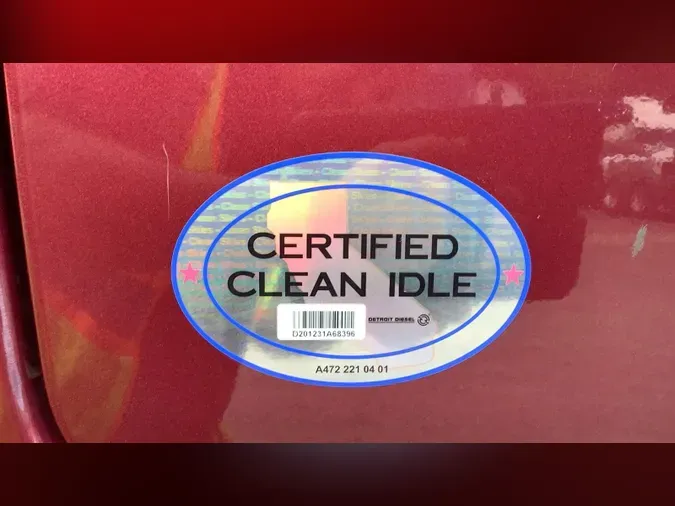 CERTIFIED
CLEAN IDLE
D201231A68396
DETROIT DIESEL
A472 221 04 01